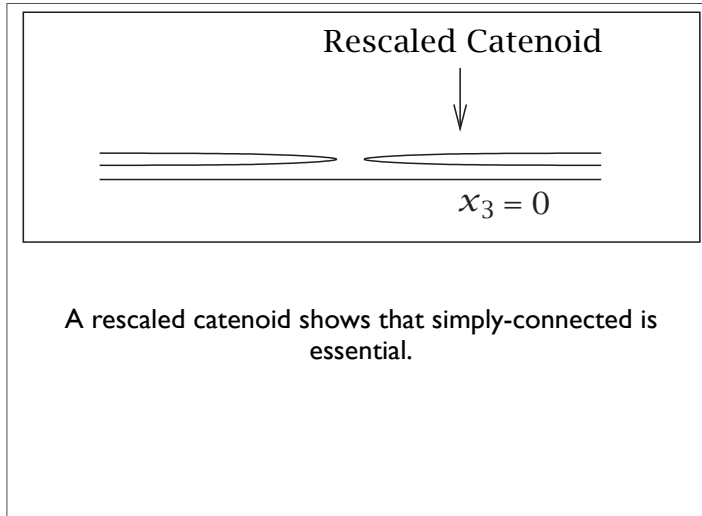 Rescaled Catenoid
x₃ = 0
A rescaled catenoid shows that simply-connected is
essential.